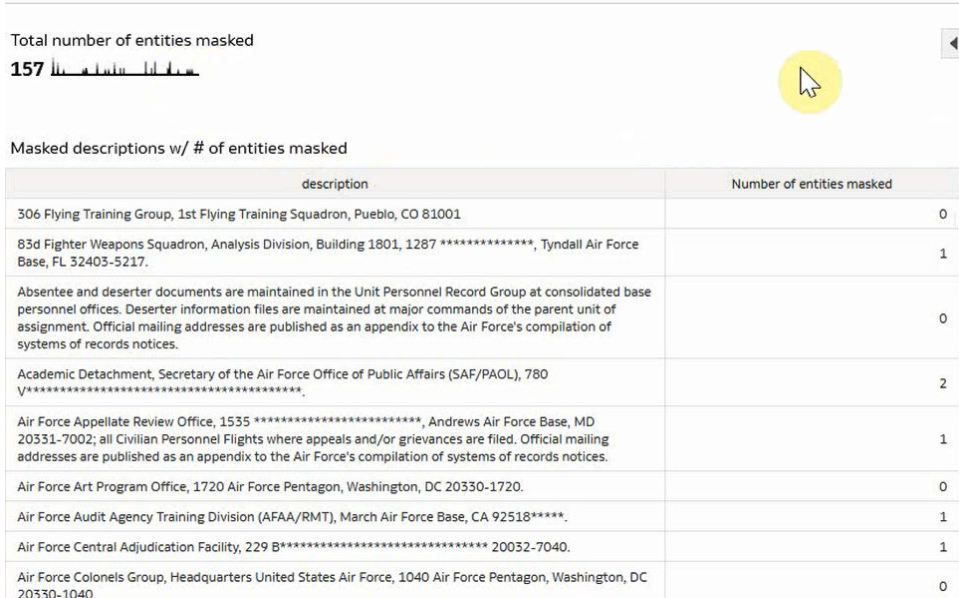 Total number of entities masked
157
Masked descriptions w/ # of entities masked
description
Number of entities masked
306 Flying Training Group, 1st Flying Training Squadron, Pueblo, CO 81001
0
83d Fighter Weapons Squadron, Analysis Division, Building 1801, 1287 **************, Tyndall Air Force
Base, FL 32403-5217.
1
Absentee and deserter documents are maintained in the Unit Personnel Record Group at consolidated base
personnel offices. Deserter information files are maintained at major commands of the parent unit of
assignment. Official mailing addresses are published as an appendix to the Air Force's compilation of
systems of records notices.
0
Academic Detachment, Secretary of the Air Force Office of Public Affairs (SAF/PAOL), 780
V*****************************************.
2
Air Force Appellate Review Office, 1535 *************************, Andrews Air Force Base, MD
20331-7002; all Civilian Personnel Flights where appeals and/or grievances are filed. Official mailing
addresses are published as an appendix to the Air Force's compilation of systems of records notices.
1
Air Force Art Program Office, 1720 Air Force Pentagon, Washington, DC 20330-1720.
0
Air Force Audit Agency Training Division (AFAA/RMT), March Air Force Base, CA 92518*****.
1
Air Force Central Adjudication Facility, 229 B******************************* 20032-7040.
1
Air Force Colonels Group, Headquarters United States Air Force, 1040 Air Force Pentagon, Washington, DC
20330-1040
0